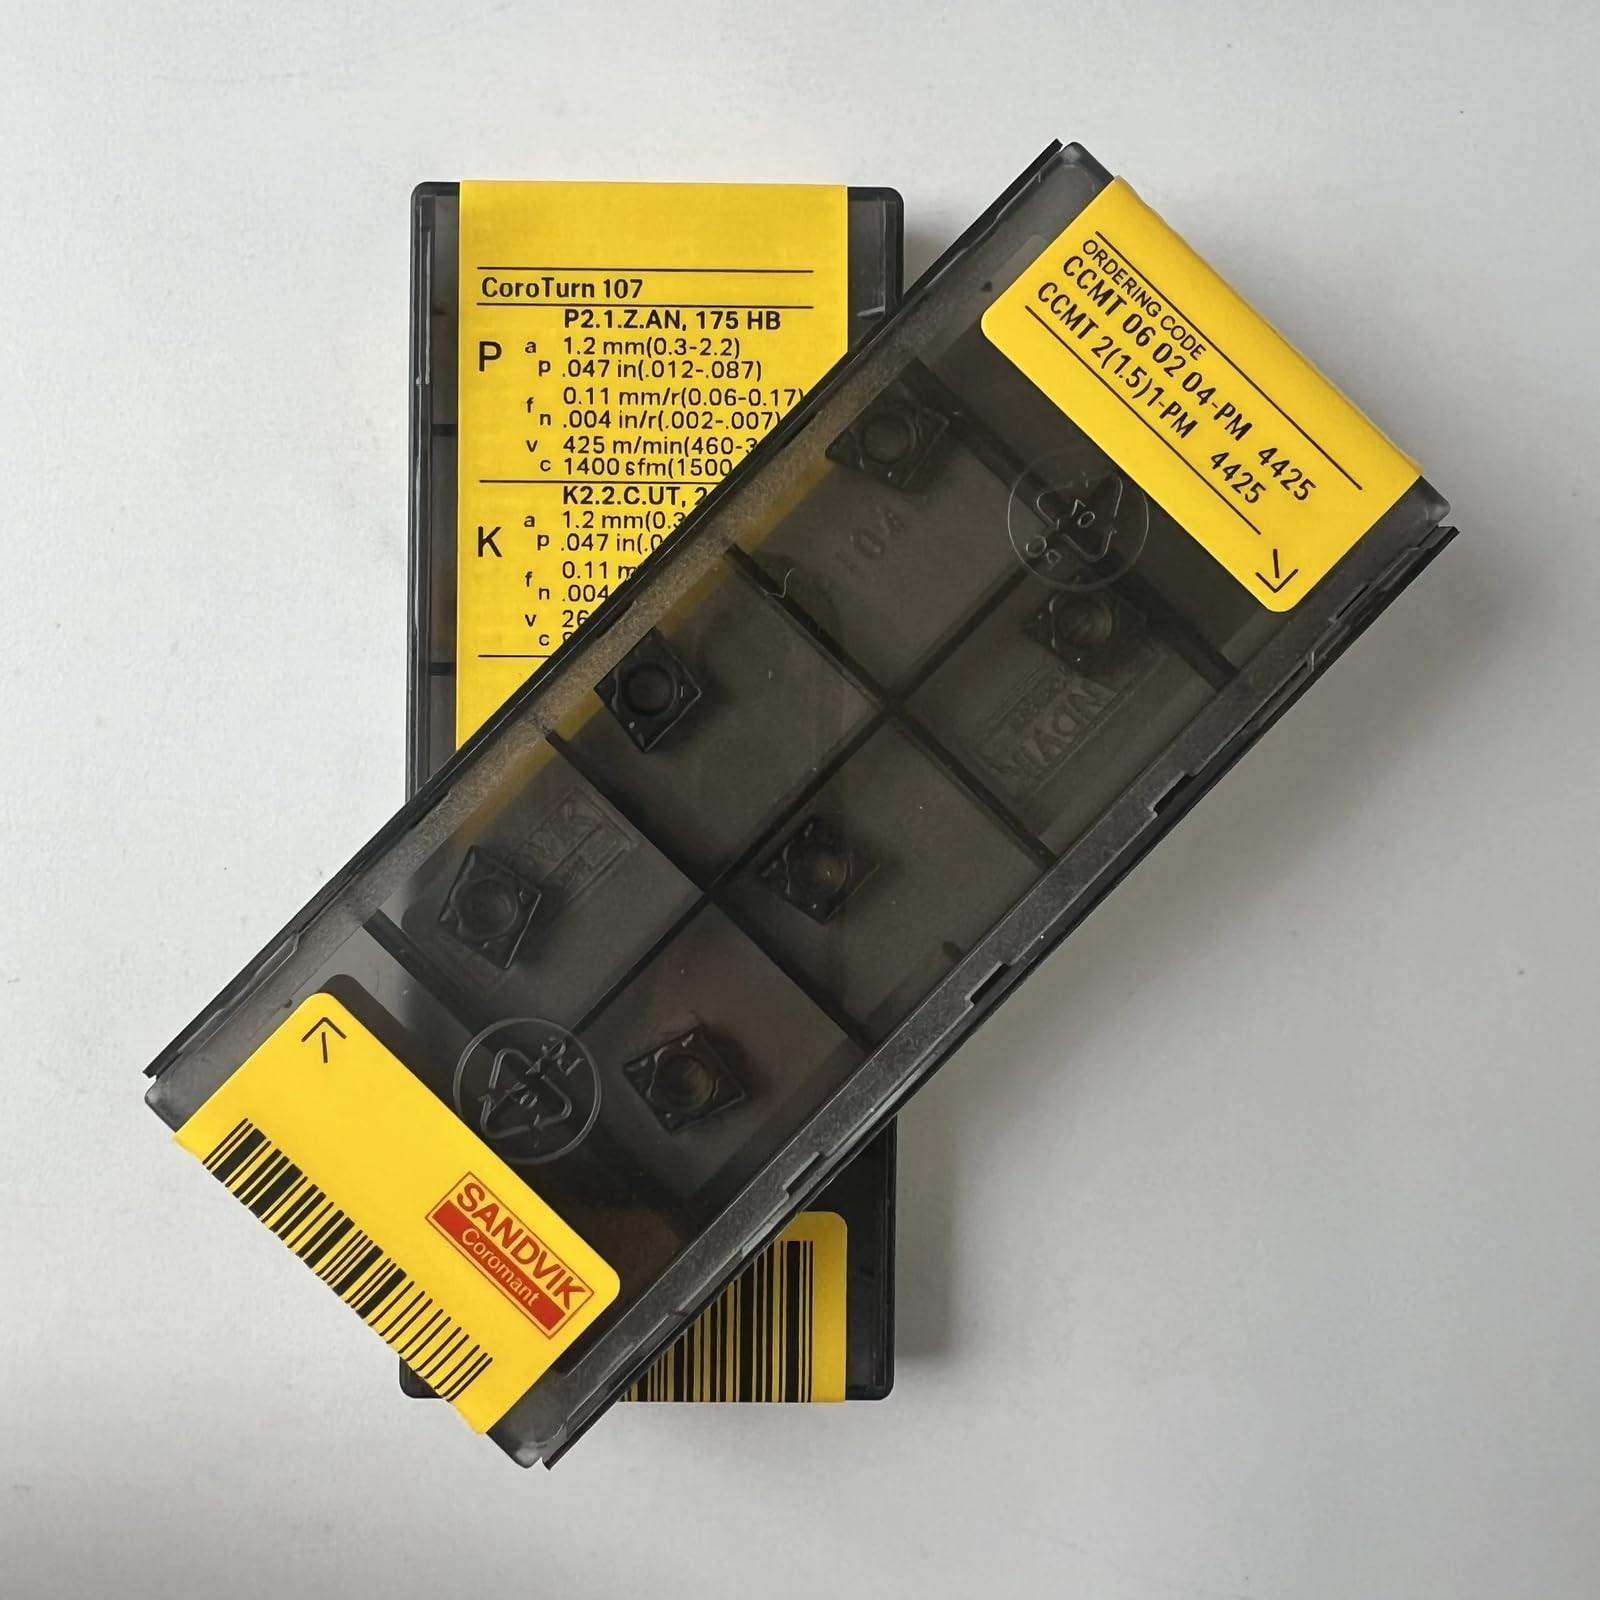 CoroTurn 107
P2.1.Z.AN, 175 HB
P
a 1.2 mm(0.3-2.2)
p .047 in(.012-.087)
f 0.11 mm/r(0.06-0.17)
n .004 in/r(.002-.007)
v 425 m/min(460-3
c 1400 sfm(1500
K2.2.C.UT, 2
K
a 1.2 mm(0.3
p .047 in(.0
f 0.11 m
n .004
v 26
c
ORDERING CODE
CCMT 06 02 04-PM 4425
CCMT 2(1.5)1-PM 4425
SANDVIK
Coromant